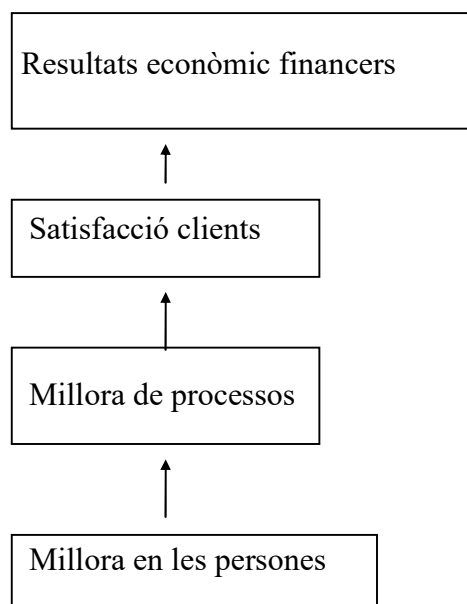 Resultats econòmic financers
Satisfacció clients
Millora de processos
Millora en les persones